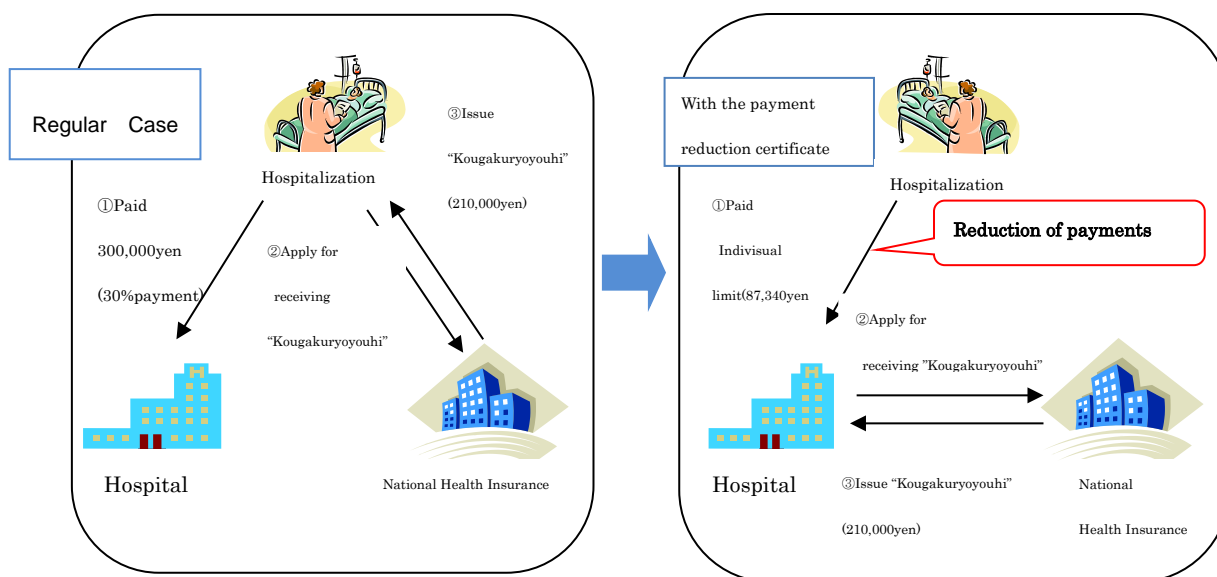 Regular Case
③Issue
“Kougakuryoyouhi”
(210,000yen)
Hospitalization
①Paid
300,000yen
(30%payment)
②Apply for
receiving
“Kougakuryoyouhi”
H
Hospital
National Health Insurance
With the payment
reduction certificate
Hospitalization
①Paid
Indivisual
limit(87,340yen
Reduction of payments
②Apply for
receiving ”Kougakuryoyouhi”
H
Hospital
③Issue “Kougakuryoyouhi”
(210,000yen)
National
Health Insurance